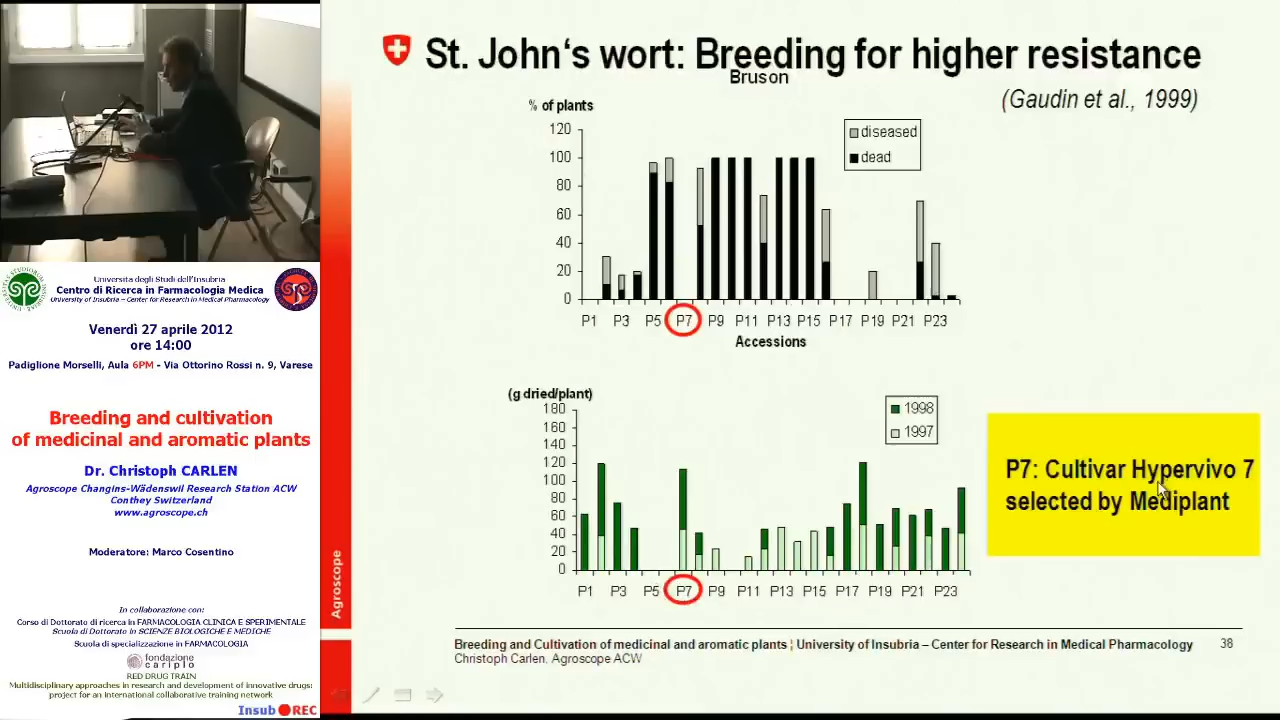 St. John‘s wort: Breeding for higher resistance
Bruson
(Gaudin et al., 1999)
% of plants
120
100
80
60
40
20
0
diseased
dead
P1 P3 P5 P7 P9 P11 P13 P15 P17 P19 P21 P23
Accessions
(g dried/plant)
180
160
140
120
100
80
60
40
20
0
1998
1997
P1 P3 P5 P7 P9 P11 P13 P15 P17 P19 P21 P23
P7: Cultivar Hypervivo 7
selected by Mediplant
Agroscope
Breeding and Cultivation of medicinal and aromatic plants ¦ University of Insubria – Center for Research in Medical Pharmacology
38
Christoph Carlen, Agroscope ACW
Università degli Studi dell'Insubria
Centro di Ricerca in Farmacologia Medica
University of Insubria – Center for Research in Medical Pharmacology
Venerdì 27 aprile 2012
ore 14:00
Padiglione Morselli, Aula 6PM - Via Ottorino Rossi n. 9, Varese
Breeding and cultivation
of medicinal and aromatic plants
Dr. Christoph CARLEN
Agroscope Changins-Wädenswil Research Station ACW
Conthey Switzerland
www.agroscope.ch
Moderatore: Marco Cosentino
In collaborazione con:
Corso di Dottorato di ricerca in FARMACOLOGIA CLINICA E SPERIMENTALE
Scuola di Dottorato in SCIENZE BIOLOGICHE E MEDICHE
Scuola di specializzazione in FARMACOLOGIA
fondazione
cariplo
RED DRUG TRAIN
Multidisciplinary approaches in research and development of innovative drugs:
project for an international collaborative training network
Insub REC